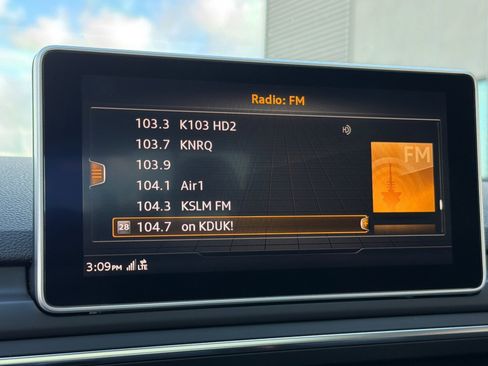 Radio: FM
103.3 K103 HD2
103.7 KNRQ
103.9
104.1 Air1
104.3 KSLM FM
28 104.7 on KDUK!
FM
3:09PM LTE